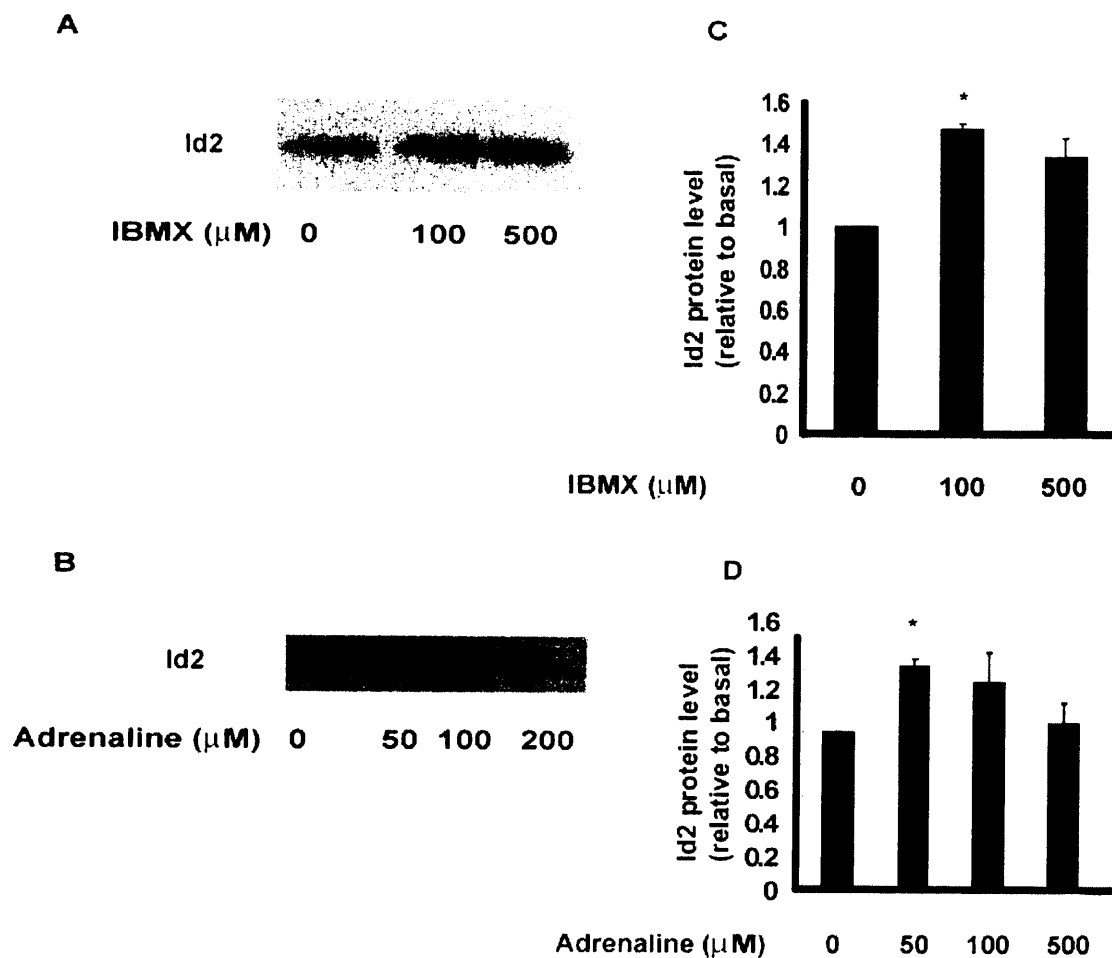 A
Id2
IBMX (μM) 0 100 500
C
*
1.6
1.4
1.2
1
0.8
0.6
0.4
0.2
0
Id2 protein level
(relative to basal)
IBMX (μM) 0 100 500
B
Id2
Adrenaline (μM) 0 50 100 200
D
*
1.6
1.4
1.2
1
0.8
0.6
0.4
0.2
0
Id2 protein level
(relative to basal)
Adrenaline (μM) 0 50 100 500